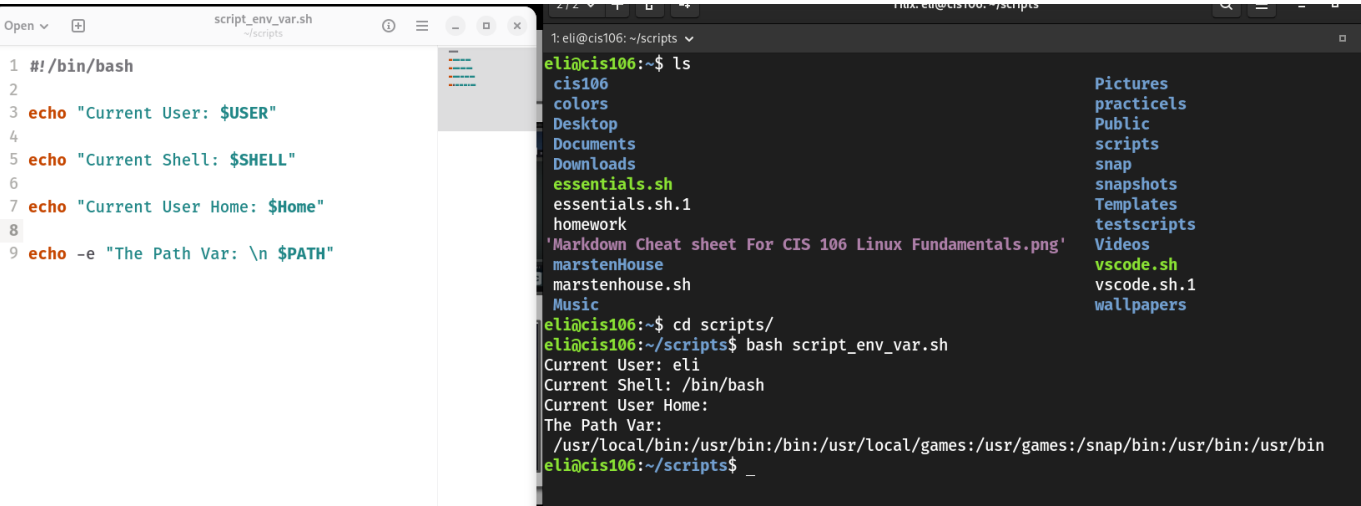 Open
script_env_var.sh
~/scripts
1 #!/bin/bash
2
3 echo "Current User: $USER"
4
5 echo "Current Shell: $SHELL"
6
7 echo "Current User Home: $Home"
8
9 echo -e "The Path Var: \n $PATH"
2/2
Tilix: eli@cis106: ~/scripts
1: eli@cis106: ~/scripts
eli@cis106:~$ ls
cis106 Pictures
colors practicels
Desktop Public
Documents scripts
Downloads snap
essentials.sh snapshots
essentials.sh.1 Templates
homework testscripts
'Markdown Cheat sheet For CIS 106 Linux Fundamentals.png' Videos
marstenHouse vscode.sh
marstenhouse.sh vscode.sh.1
Music wallpapers
eli@cis106:~$ cd scripts/
eli@cis106:~/scripts$ bash script_env_var.sh
Current User: eli
Current Shell: /bin/bash
Current User Home:
The Path Var:
/usr/local/bin:/usr/bin:/bin:/usr/local/games:/usr/games:/snap/bin:/usr/bin:/usr/bin
eli@cis106:~/scripts$ _